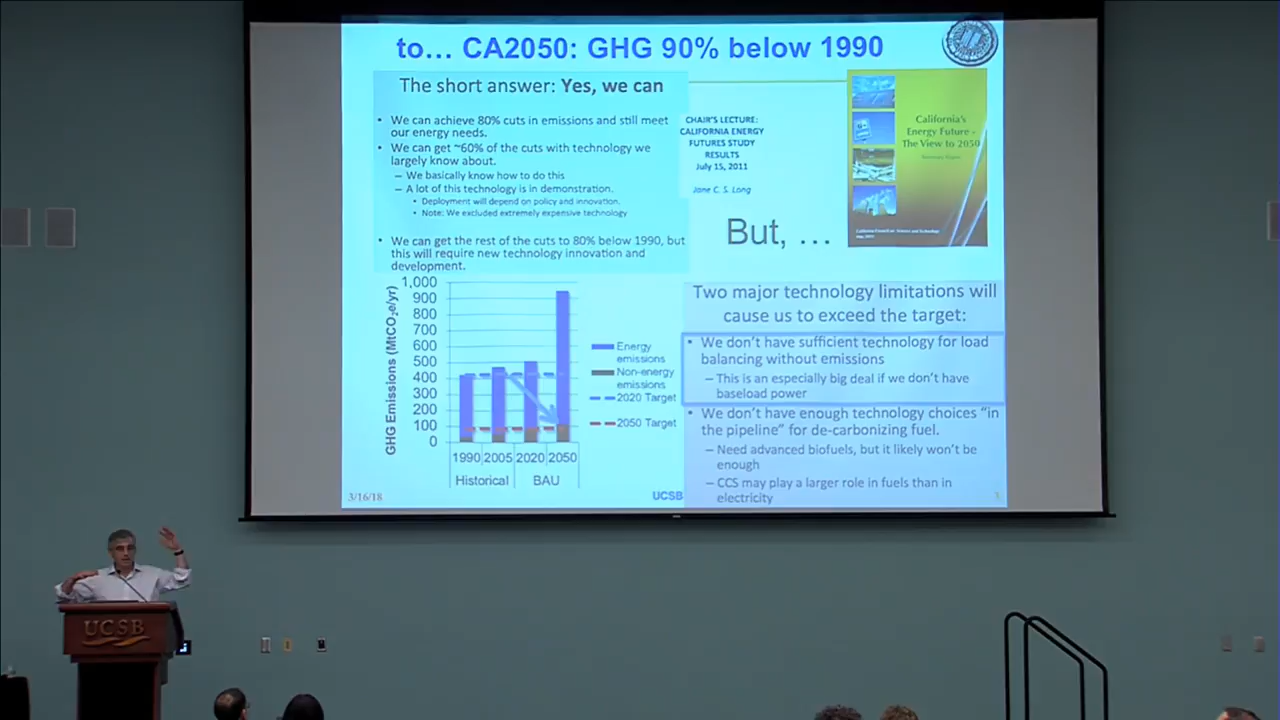 to… CA2050: GHG 90% below 1990
The short answer: Yes, we can
• We can achieve 80% cuts in emissions and still meet
our energy needs.
• We can get ~60% of the cuts with technology we
largely know about.
– We basically know how to do this
– A lot of this technology is in demonstration.
• Deployment will depend on policy and innovation.
• Note: We excluded extremely expensive technology
• We can get the rest of the cuts to 80% below 1990, but
this will require new technology innovation and
development.
CHAIR'S LECTURE:
CALIFORNIA ENERGY
FUTURES STUDY
RESULTS
July 15, 2011
Jane C. S. Long
California's
Energy Future -
The View to 2050
Summary Report
California Council on Science and Technology
May 2011
But, …
GHG Emissions (MtCO₂e/yr)
1,000
900
800
700
600
500
400
300
200
100
0
1990 2005 2020 2050
Historical BAU
Energy
emissions
Non-energy
emissions
2020 Target
2050 Target
Two major technology limitations will
cause us to exceed the target:
• We don't have sufficient technology for load
balancing without emissions
– This is an especially big deal if we don't have
baseload power
• We don't have enough technology choices "in
the pipeline" for de-carbonizing fuel.
– Need advanced biofuels, but it likely won't be
enough
– CCS may play a larger role in fuels than in
electricity
3/16/18
UCSB
UCSB